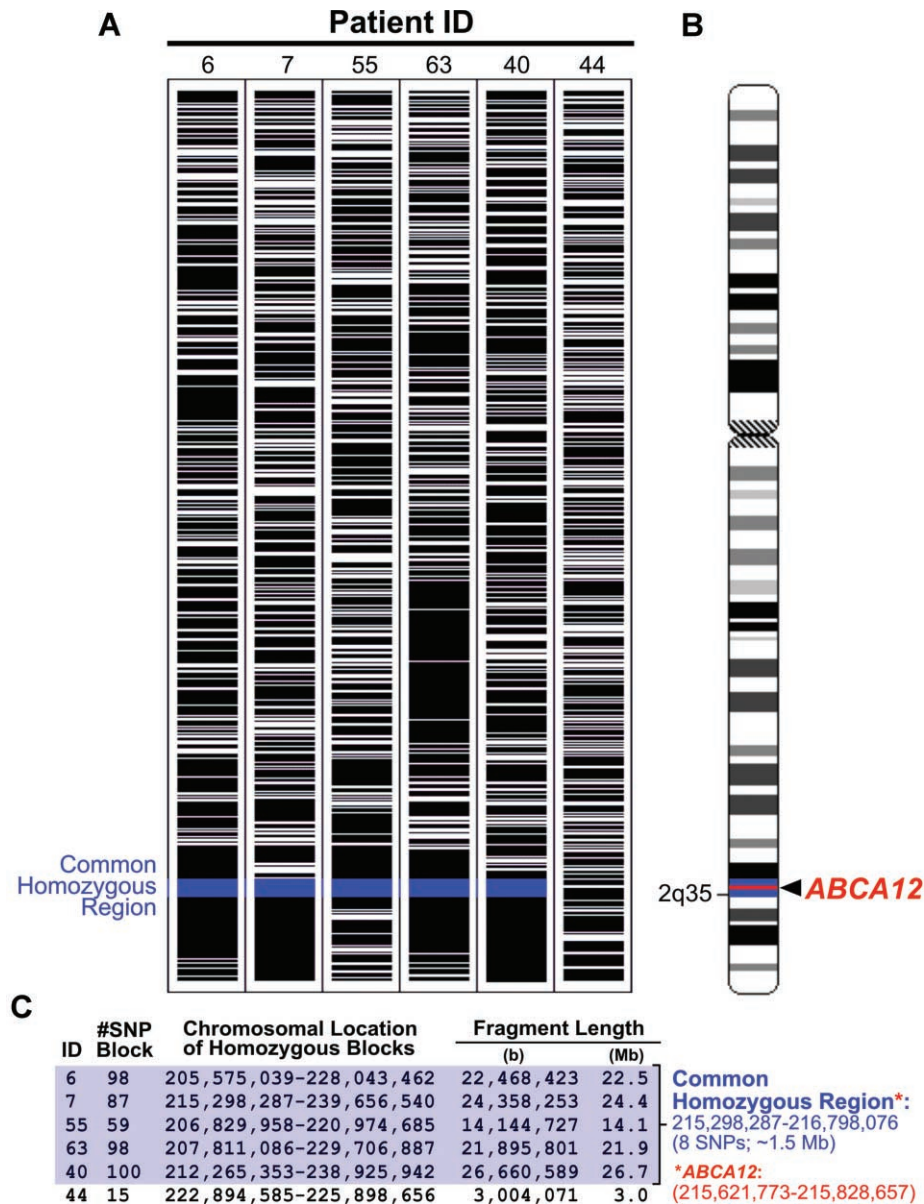 A
Patient ID
B
6 7 55 63 40 44
Common
Homozygous
Region
2q35
ABCA12
C
ID #SNP Block Chromosomal Location of Homozygous Blocks Fragment Length
(b) (Mb)
6 98 205,575,039-228,043,462 22,468,423 22.5
7 87 215,298,287-239,656,540 24,358,253 24.4
55 59 206,829,958-220,974,685 14,144,727 14.1
63 98 207,811,086-229,706,887 21,895,801 21.9
40 100 212,265,353-238,925,942 26,660,589 26.7
44 15 222,894,585-225,898,656 3,004,071 3.0
Common
Homozygous Region*:
215,298,287-216,798,076
(8 SNPs; ~1.5 Mb)
*ABCA12:
(215,621,773-215,828,657)